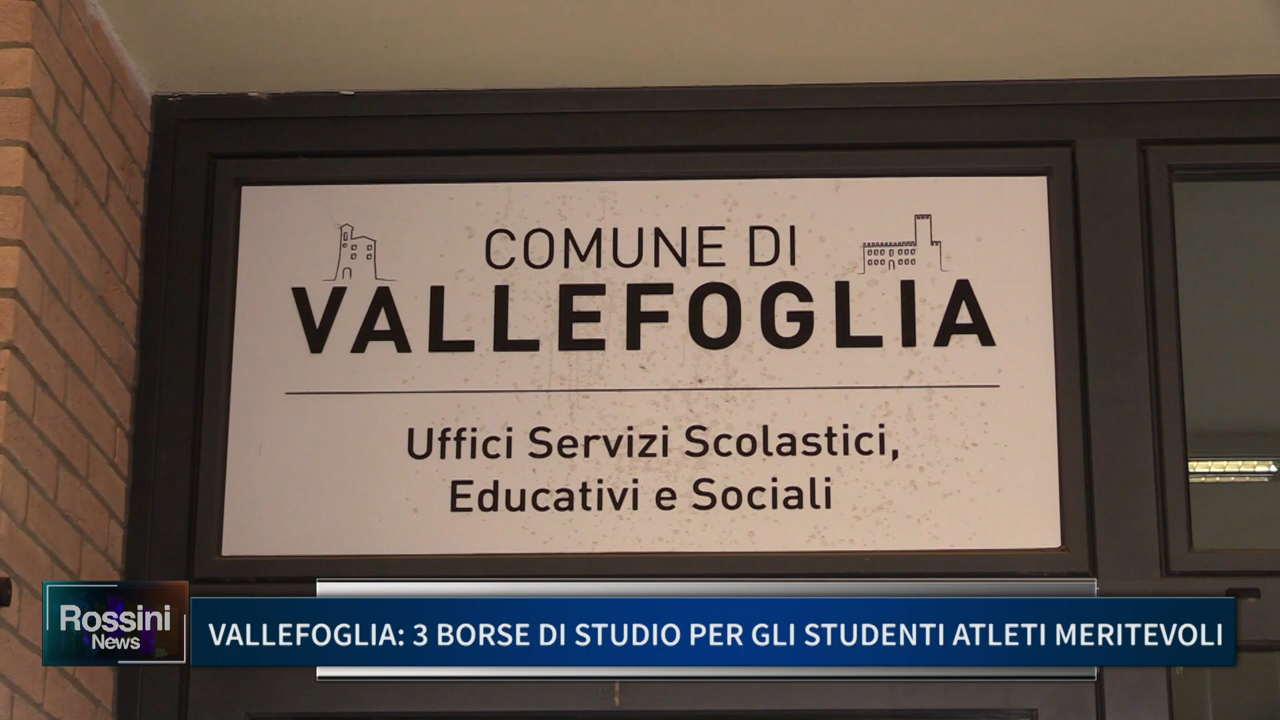 COMUNE DI
VALLEFOGLIA
Uffici Servizi Scolastici,
Educativi e Sociali
Rossini
News
VALLEFOGLIA: 3 BORSE DI STUDIO PER GLI STUDENTI ATLETI MERITEVOLI